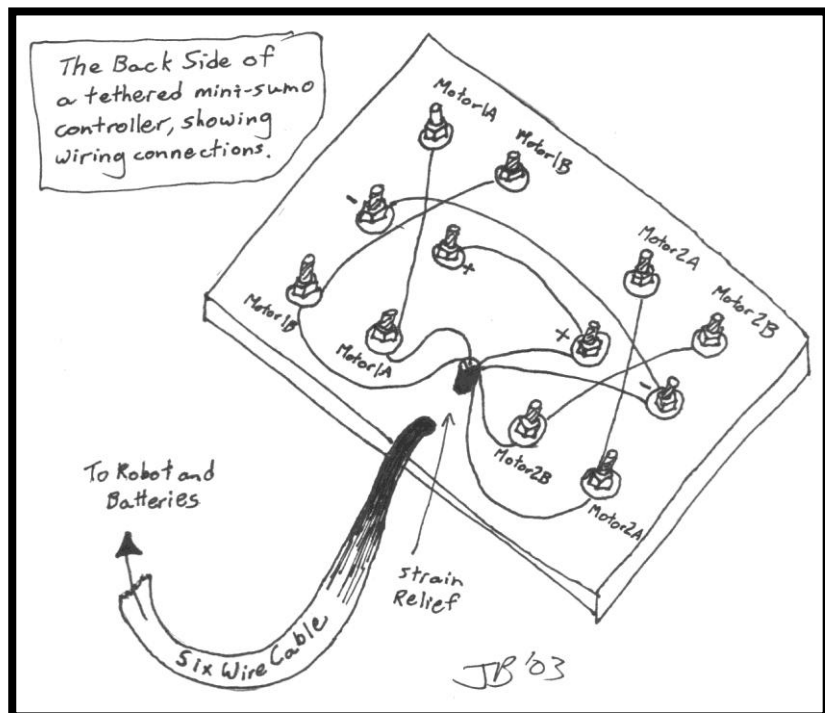 The Back Side of
a tethered mini-sumo
controller, showing
wiring connections.
Motor1A
Motor1B
-
+
Motor1B
Motor1A
Motor2A
Motor2B
+
-
Motor2B
Motor2A
To Robot and
Batteries
Strain
Relief
Six Wire Cable
JB '03